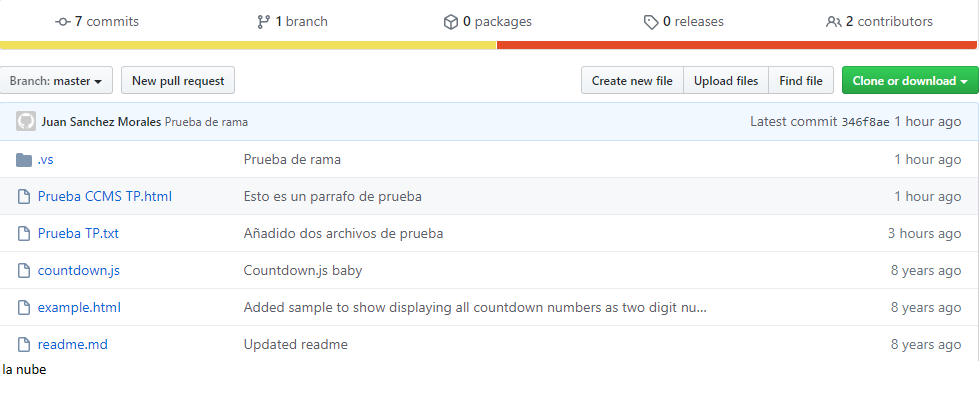 7 commits 1 branch 0 packages 0 releases 2 contributors
Branch: master New pull request Create new file Upload files Find file Clone or download
Juan Sanchez Morales Prueba de rama Latest commit 346f8ae 1 hour ago
.vs Prueba de rama 1 hour ago
Prueba CCMS TP.html Esto es un parrafo de prueba 1 hour ago
Prueba TP.txt Añadido dos archivos de prueba 3 hours ago
countdown.js Countdown.js baby 8 years ago
example.html Added sample to show displaying all countdown numbers as two digit nu... 8 years ago
readme.md Updated readme 8 years ago
la nube